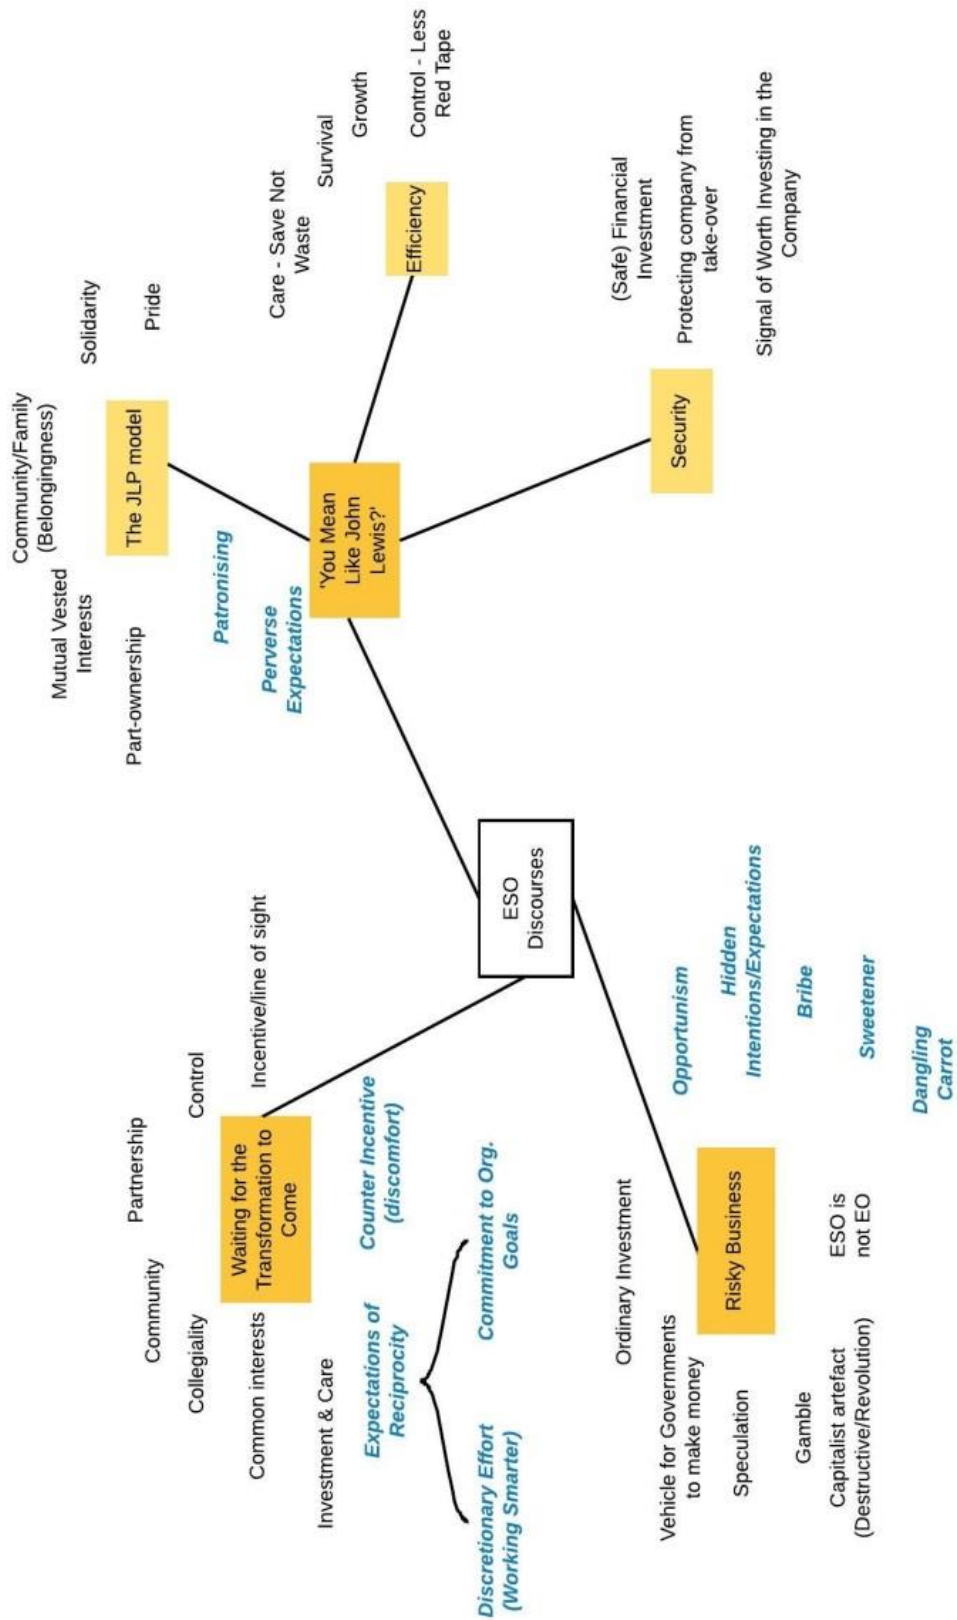 Partnership
Community
Collegiality
Control
Common interests
Incentive/line of sight
Investment & Care
Waiting for the
Transformation to
Come
Counter Incentive
(discomfort)
Expectations of
Reciprocity
Discretionary Effort
(Working Smarter)
Commitment to Org.
Goals
ESO
Discourses
Community/Family
(Belongingness)
Mutual Vested
Interests
Solidarity
Part-ownership
The JLP model
Pride
Patronising
Perverse
Expectations
'You Mean
Like John
Lewis?'
Care - Save Not
Waste
Survival
Growth
Efficiency
Control - Less
Red Tape
Security
(Safe) Financial
Investment
Protecting company from
take-over
Signal of Worth Investing in the
Company
Ordinary Investment
Vehicle for Governments
to make money
Risky Business
Speculation
Gamble
Capitalist artefact
(Destructive/Revolution)
ESO is
not EO
Opportunism
Hidden
Intentions/Expectations
Bribe
Sweetener
Dangling
Carrot